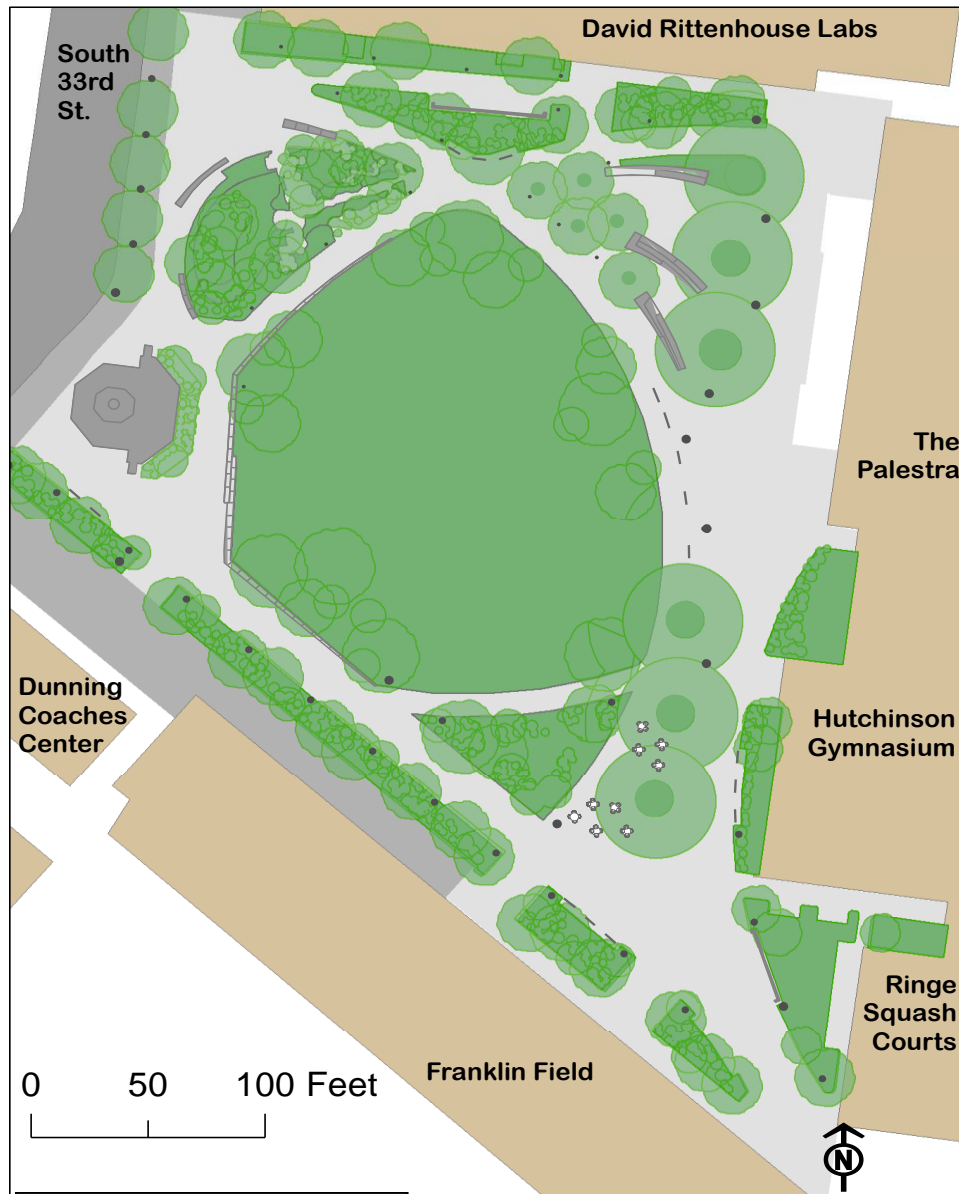 David Rittenhouse Labs
South
33rd
St.
The
Palestra
Dunning
Coaches
Center
Hutchinson
Gymnasium
Ringe
Squash
Courts
Franklin Field
0 50 100 Feet
N